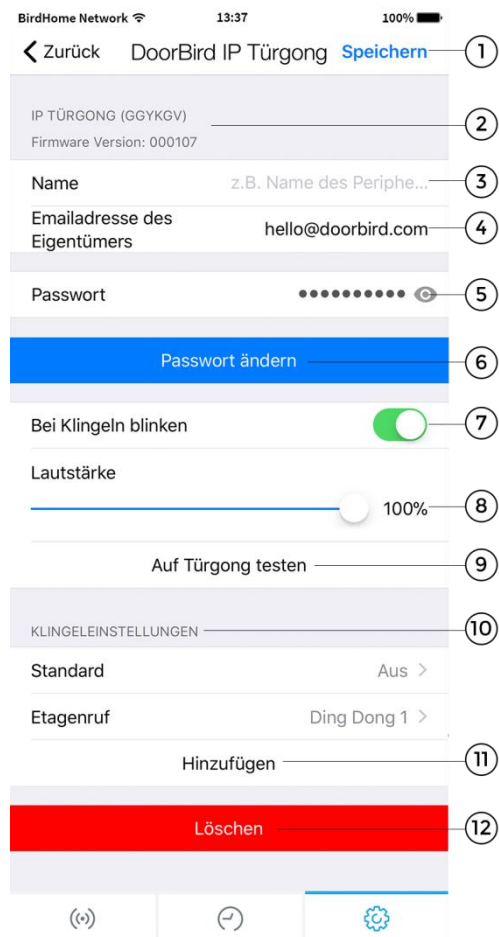 BirdHome Network 13:37 100%
Zurück DoorBird IP Türgong Speichern 1
IP TÜRGONG (GGYKGV) 2
Firmware Version: 000107
Name z.B. Name des Periphe... 3
Emailadresse des
Eigentümers hello@doorbird.com 4
Passwort •••••••••• 5
Passwort ändern 6
Bei Klingeln blinken 7
Lautstärke
100% 8
Auf Türgong testen 9
KLINGELEINSTELLUNGEN 10
Standard Aus >
Etagenruf Ding Dong 1 >
Hinzufügen 11
Löschen 12